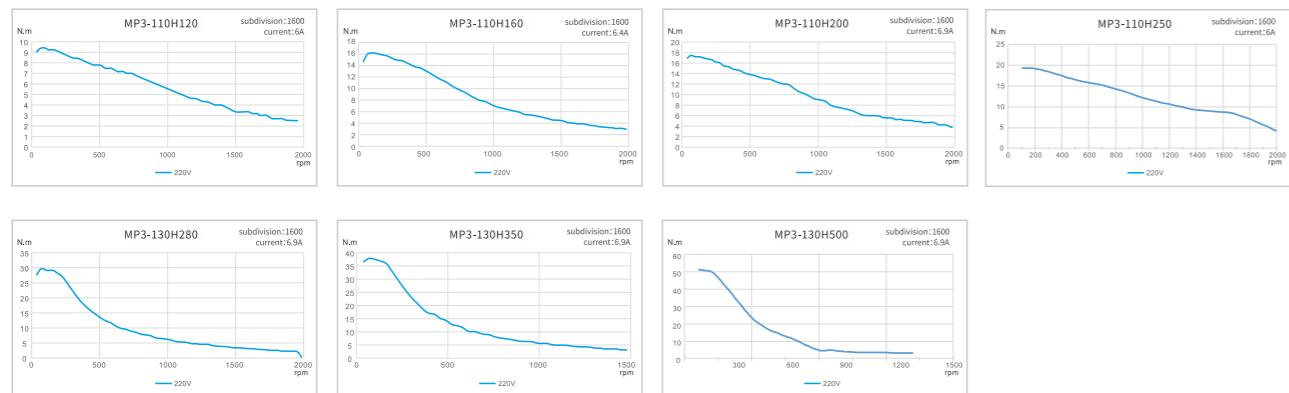 MP3-110H120
subdivision:1600
current:6A
N.m
10
9
8
7
6
5
4
3
2
1
0
0 500 1000 1500 2000
rpm
220V
MP3-110H160
subdivision:1600
current:6.4A
N.m
18
16
14
12
10
8
6
4
2
0
0 500 1000 1500 2000
rpm
220V
MP3-110H200
subdivision:1600
current:6.9A
N.m
20
18
16
14
12
10
8
6
4
2
0
0 500 1000 1500 2000
rpm
220V
MP3-110H250
subdivision:1600
current:6A
N.m
25
20
15
10
5
0
0 200 400 600 800 1000 1200 1400 1600 1800 2000
rpm
220V
MP3-130H280
subdivision:1600
current:6.9A
N.m
35
30
25
20
15
10
5
0
0 500 1000 1500 2000
rpm
220V
MP3-130H350
subdivision:1600
current:6.9A
N.m
40
35
30
25
20
15
10
5
0
0 500 1000 1500
rpm
220V
MP3-130H500
subdivision:1600
current:6.9A
N.m
60
50
40
30
20
10
0
300 600 900 1200 1500
rpm
220V